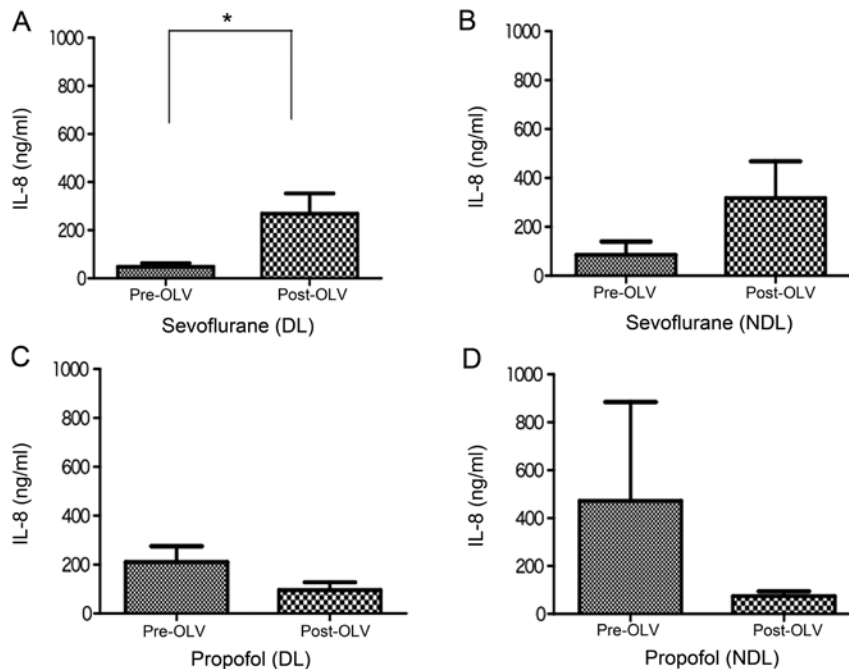 A
*
1000
800
600
400
200
0
IL-8 (ng/ml)
Pre-OLV Post-OLV
Sevoflurane (DL)
B
1000
800
600
400
200
0
IL-8 (ng/ml)
Pre-OLV Post-OLV
Sevoflurane (NDL)
C
1000
800
600
400
200
0
IL-8 (ng/ml)
Pre-OLV Post-OLV
Propofol (DL)
D
1000
800
600
400
200
0
IL-8 (ng/ml)
Pre-OLV Post-OLV
Propofol (NDL)